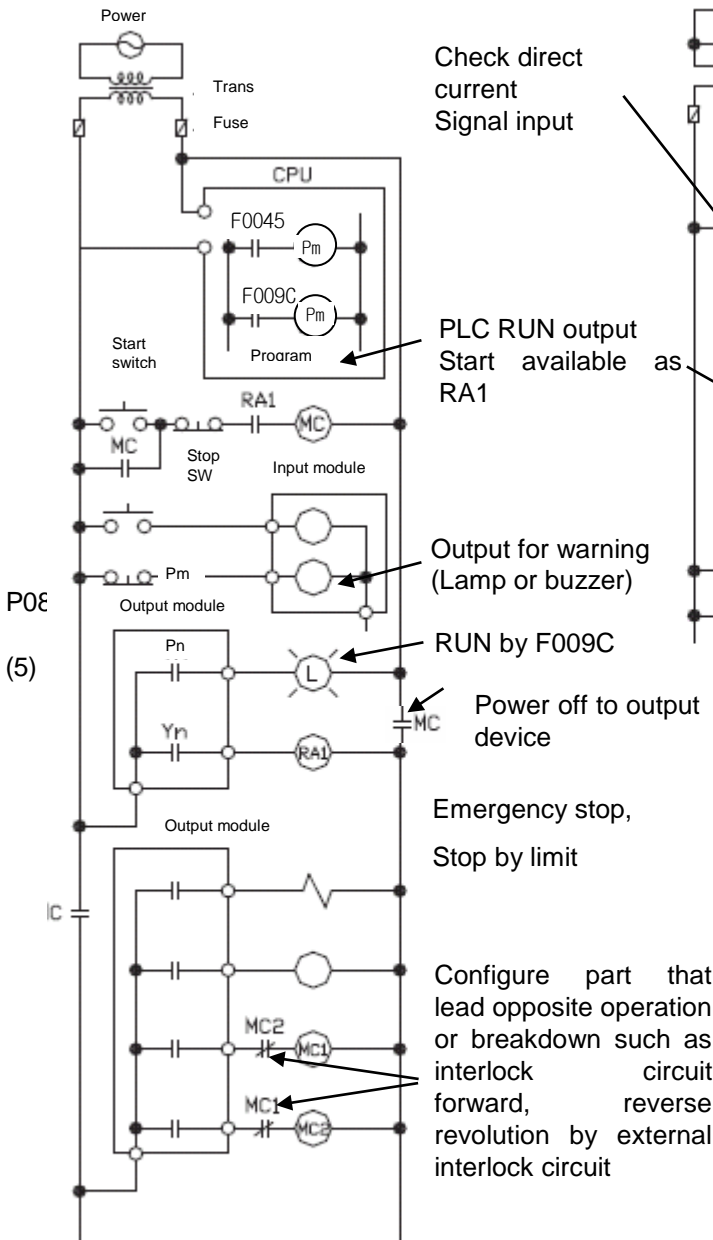 Power
Trans
Fuse
Check direct
current
Signal input
CPU
F0045
Pm
F009C
Pm
Program
PLC RUN output
Start available as
RA1
Start
switch
RA1
MC
MC
Stop
SW
Input module
Output for warning
(Lamp or buzzer)
Pm
P08
Output module
RUN by F009C
(5)
Pn
L
Power off to output
device
MC
Yn
RA1
Emergency stop,
Stop by limit
Output module
IC
Configure part that
lead opposite operation
or breakdown such as
interlock circuit
forward, reverse
revolution by external
interlock circuit
MC2
MC1
MC1
MC2